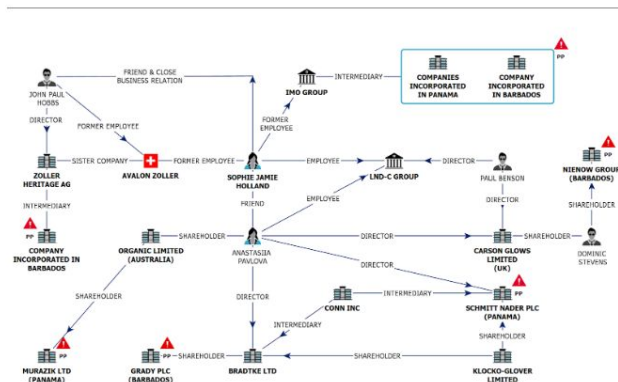 FRIEND & CLOSE
BUSINESS RELATION
IMO GROUP
INTERMEDIARY
COMPANIES
INCORPORATED
IN PANAMA
COMPANY
INCORPORATED
IN BARBADOS
PP
JOHN PAUL
HOBBS
DIRECTOR
FORMER EMPLOYEE
FORMER
EMPLOYEE
ZOLLER
HERITAGE AG
SISTER COMPANY
AVALON ZOLLER
FORMER EMPLOYEE
SOPHIE JAMIE
HOLLAND
EMPLOYEE
LND-C GROUP
DIRECTOR
PAUL BENSON
PP
NIENOW GROUP
(BARBADOS)
INTERMEDIARY
FRIEND
EMPLOYEE
DIRECTOR
SHAREHOLDER
PP
COMPANY
INCORPORATED IN
BARBADOS
ORGANIC LIMITED
(AUSTRALIA)
SHAREHOLDER
ANASTASIIA
PAVLOVA
DIRECTOR
CARSON GLOWS
LIMITED
(UK)
SHAREHOLDER
DOMINIC
STEVENS
DIRECTOR
SHAREHOLDER
DIRECTOR
CONN INC
INTERMEDIARY
PP
SCHMITT NADER PLC
(PANAMA)
INTERMEDIARY
SHAREHOLDER
PP
MURAZIK LTD
(PANAMA)
PP
GRADY PLC
(BARBADOS)
SHAREHOLDER
BRADTKE LTD
SHAREHOLDER
KLOCKO-GLOVER
LIMITED